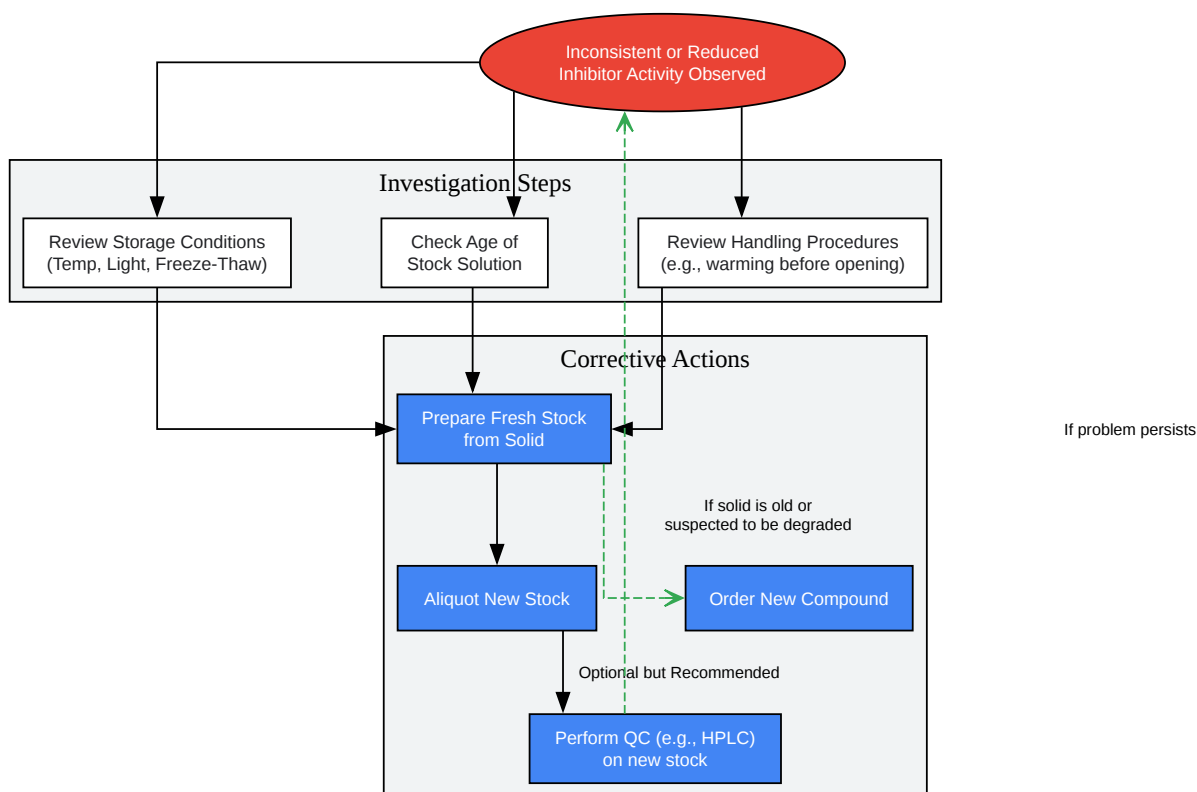 Inconsistent or Reduced
Inhibitor Activity Observed
Investigation Steps
Review Storage Conditions
(Temp, Light, Freeze-Thaw)
Check Age of
Stock Solution
Review Handling Procedures
(e.g., warming before opening)
Corrective Actions
Prepare Fresh Stock
from Solid
If problem persists
If solid is old or
suspected to be degraded
Aliquot New Stock
Order New Compound
Optional but Recommended
Perform QC (e.g., HPLC)
on new stock